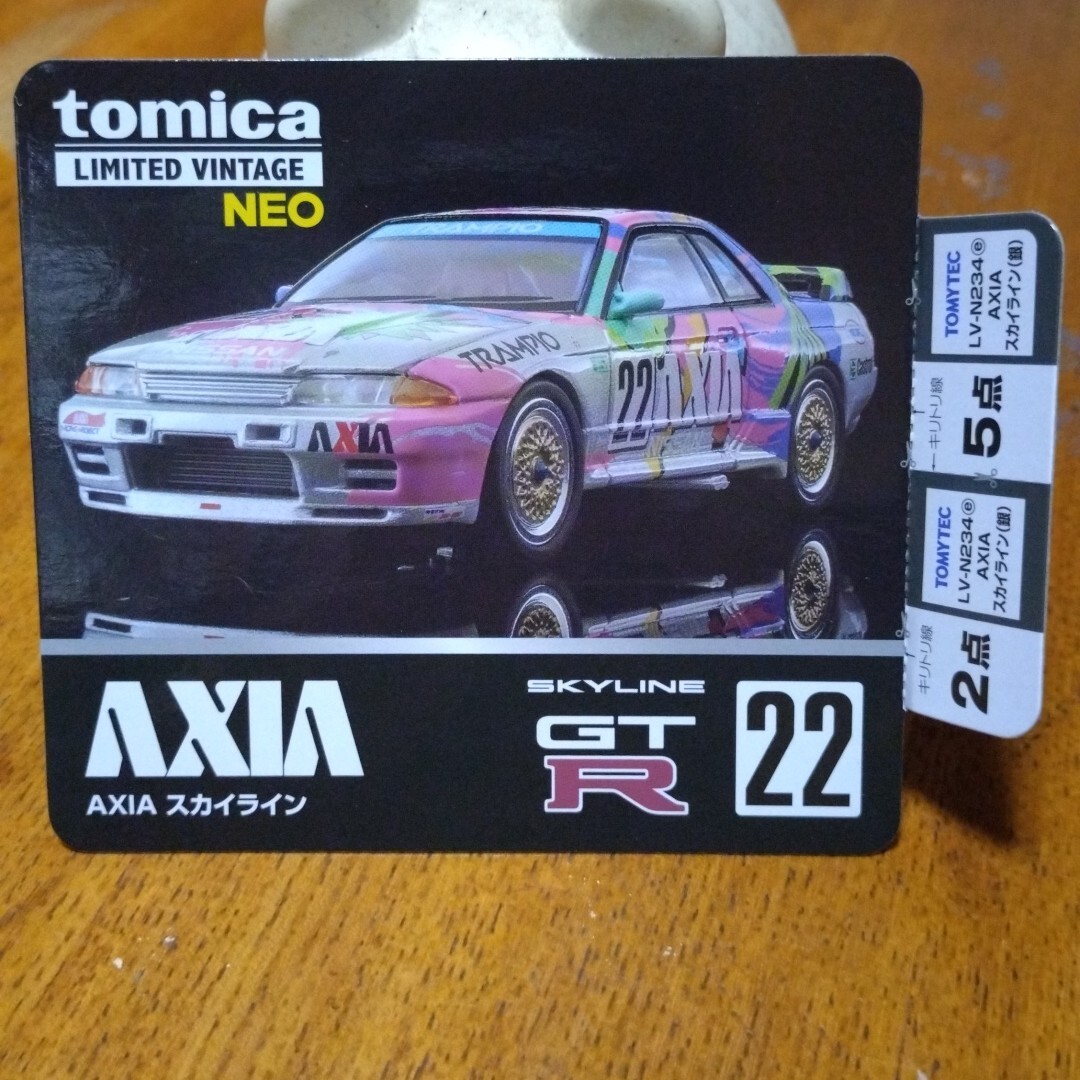 tomica
LIMITED VINTAGE
NEO
TRAMPIO
TRAMPIO
22 AXIA
AXIA
AXIA
AXIA スカイライン
SKYLINE
GT
R
22
TOMYTEC
LV-N234ⓔ
AXIA
スカイライン(銀)
←キリトリ線
5点
TOMYTEC
LV-N234ⓔ
AXIA
スカイライン(銀)
キリトリ線
2点